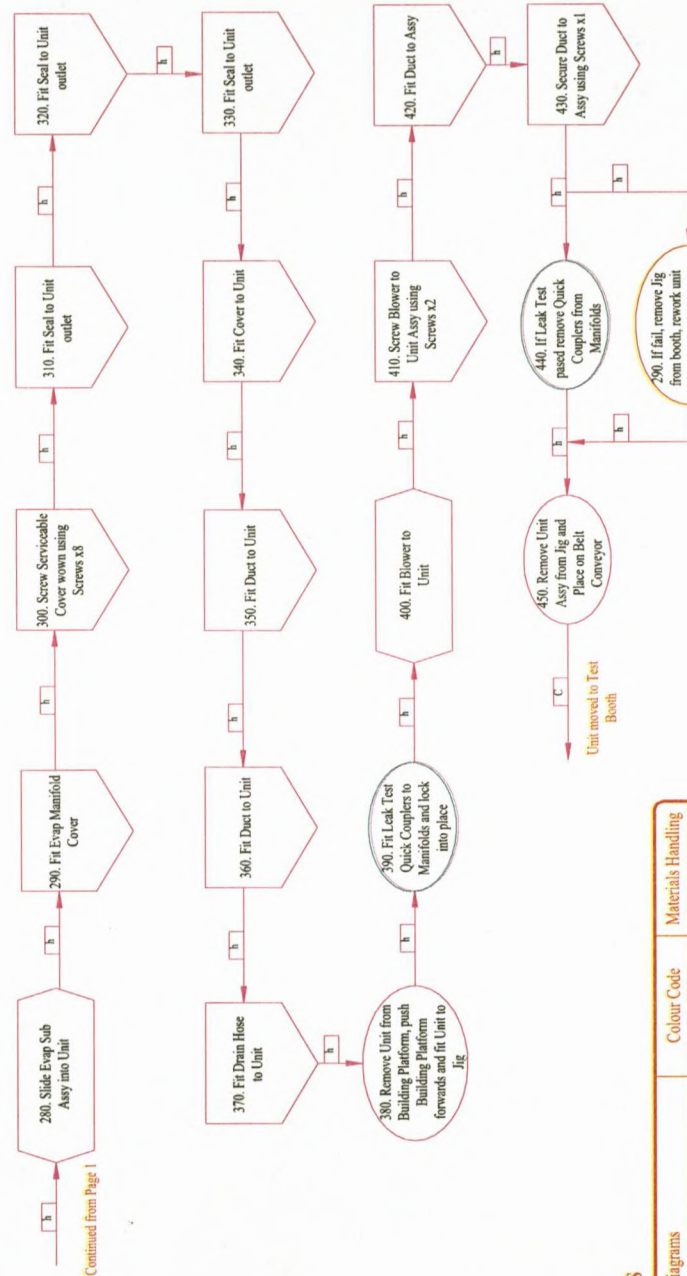 Continued from Page 1
h
280. Slide Evap Sub
Assy into Unit
h
290. Fit Evap Manifold
Cover
h
300. Screw Serviceable
Cover wown using
Screws x8
h
310. Fit Seal to Unit
outlet
h
320. Fit Seal to Unit
outlet
h
330. Fit Seal to Unit
outlet
h
340. Fit Cover to Unit
h
350. Fit Duct to Unit
h
360. Fit Duct to Unit
h
370. Fit Drain Hose
to Unit
h
380. Remove Unit from
Building Platform, push
Building Platform
forwards and fit Unit to
Jig
h
390. Fit Leak Test
Quick Couplers to
Manifolds and lock
into place
h
400. Fit Blower to
Unit
h
410. Screw Blower to
Unit Assy using
Screws x2
h
420. Fit Duct to Assy
h
430. Secure Duct to
Assy using Screws x1
h
h
440. If Leak Test
pased remove Quick
Couplers from
Manifolds
290. If fail, remove Jig
from booth, rework unit
h
h
450. Remove Unit
Assy from Jig and
Place on Belt
Conveyor
C
Unit moved to Test
Booth
Colour Code
Materials Handling